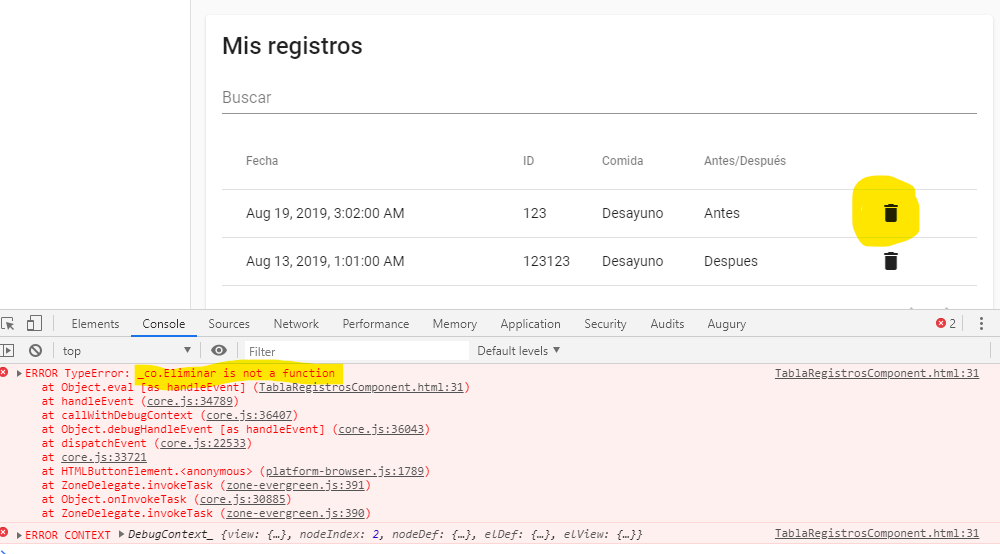 Mis registros
Buscar
Fecha ID Comida Antes/Después
Aug 19, 2019, 3:02:00 AM 123 Desayuno Antes
Aug 13, 2019, 1:01:00 AM 123123 Desayuno Despues
Elements Console Sources Network Performance Memory Application Security Audits Augury 2
top Filter Default levels
ERROR TypeError: _co.Eliminar is not a function TablaRegistrosComponent.html:31
at Object.eval [as handleEvent] (TablaRegistrosComponent.html:31)
at handleEvent (core.js:34789)
at callWithDebugContext (core.js:36407)
at Object.debugHandleEvent [as handleEvent] (core.js:36043)
at dispatchEvent (core.js:22533)
at core.js:33721
at HTMLButtonElement.<anonymous> (platform-browser.js:1789)
at ZoneDelegate.invokeTask (zone-evergreen.js:391)
at Object.onInvokeTask (core.js:30885)
at ZoneDelegate.invokeTask (zone-evergreen.js:390)
ERROR CONTEXT DebugContext_ {view: {…}, nodeIndex: 2, nodeDef: {…}, elDef: {…}, elView: {…}} TablaRegistrosComponent.html:31